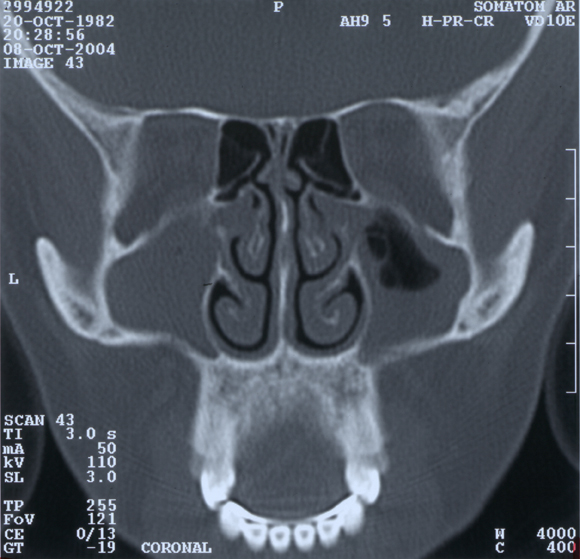 2994922
20-OCT-1982
20:28:56
08-OCT-2004
IMAGE 43
P
SOMATOM AR
AH9 5 H-PR-CR VD10E
L
SCAN 43
TI 3.0 s
mA 50
kV 110
SL 3.0
TP 255
FoV 121
CE 0/13
GT -19
CORONAL
W 4000
C 400